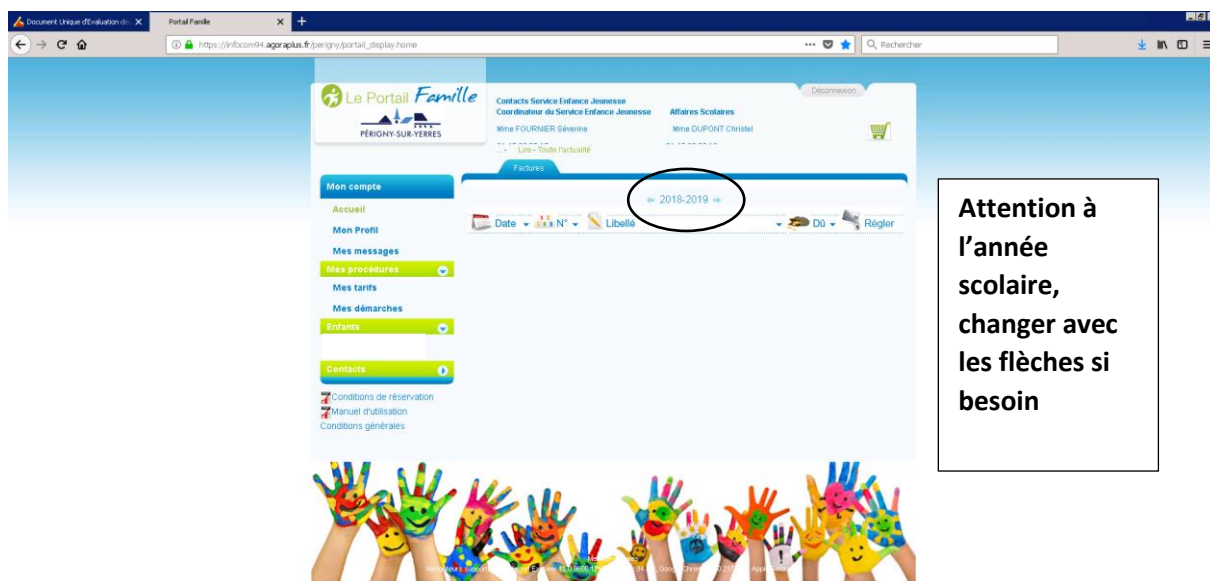 Document Unique d'Evaluation de
Portail Famille
https://infocom94.agoraplus.fr/perigny/portail_display.home
Rechercher
Le Portail Famille
PÉRIGNY-SUR-YERRES
Contacts Service Enfance Jeunesse
Coordinateur du Service Enfance Jeunesse
Affaires Scolaires
Mme FOURNIER Séverine
Mme DUPONT Christel
Lire - Toute l'actualité
Déconnexion
Factures
2018-2019
Date N° Libellé Dû Régler
Mon compte
Accueil
Mon Profil
Mes messages
Mes procédures
Mes tarifs
Mes démarches
Enfants
Contacts
Conditions de réservation
Manuel d'utilisation
Conditions générales
Attention à
l'année
scolaire,
changer avec
les flèches si
besoin